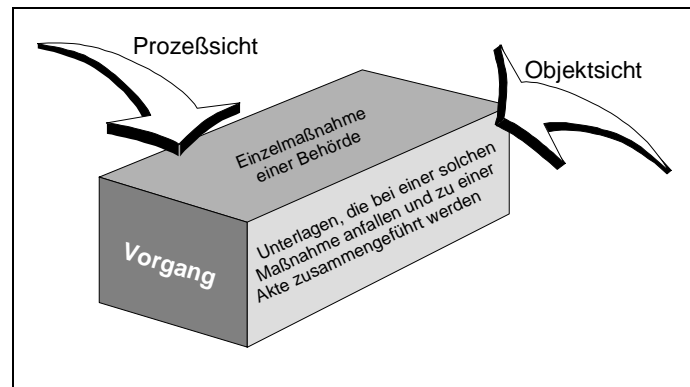 Prozeßsicht
Objektsicht
Einzelmaßnahme
einer Behörde
Unterlagen, die bei einer solchen
Maßnahme anfallen und zu einer
Akte zusammengeführt werden
Vorgang